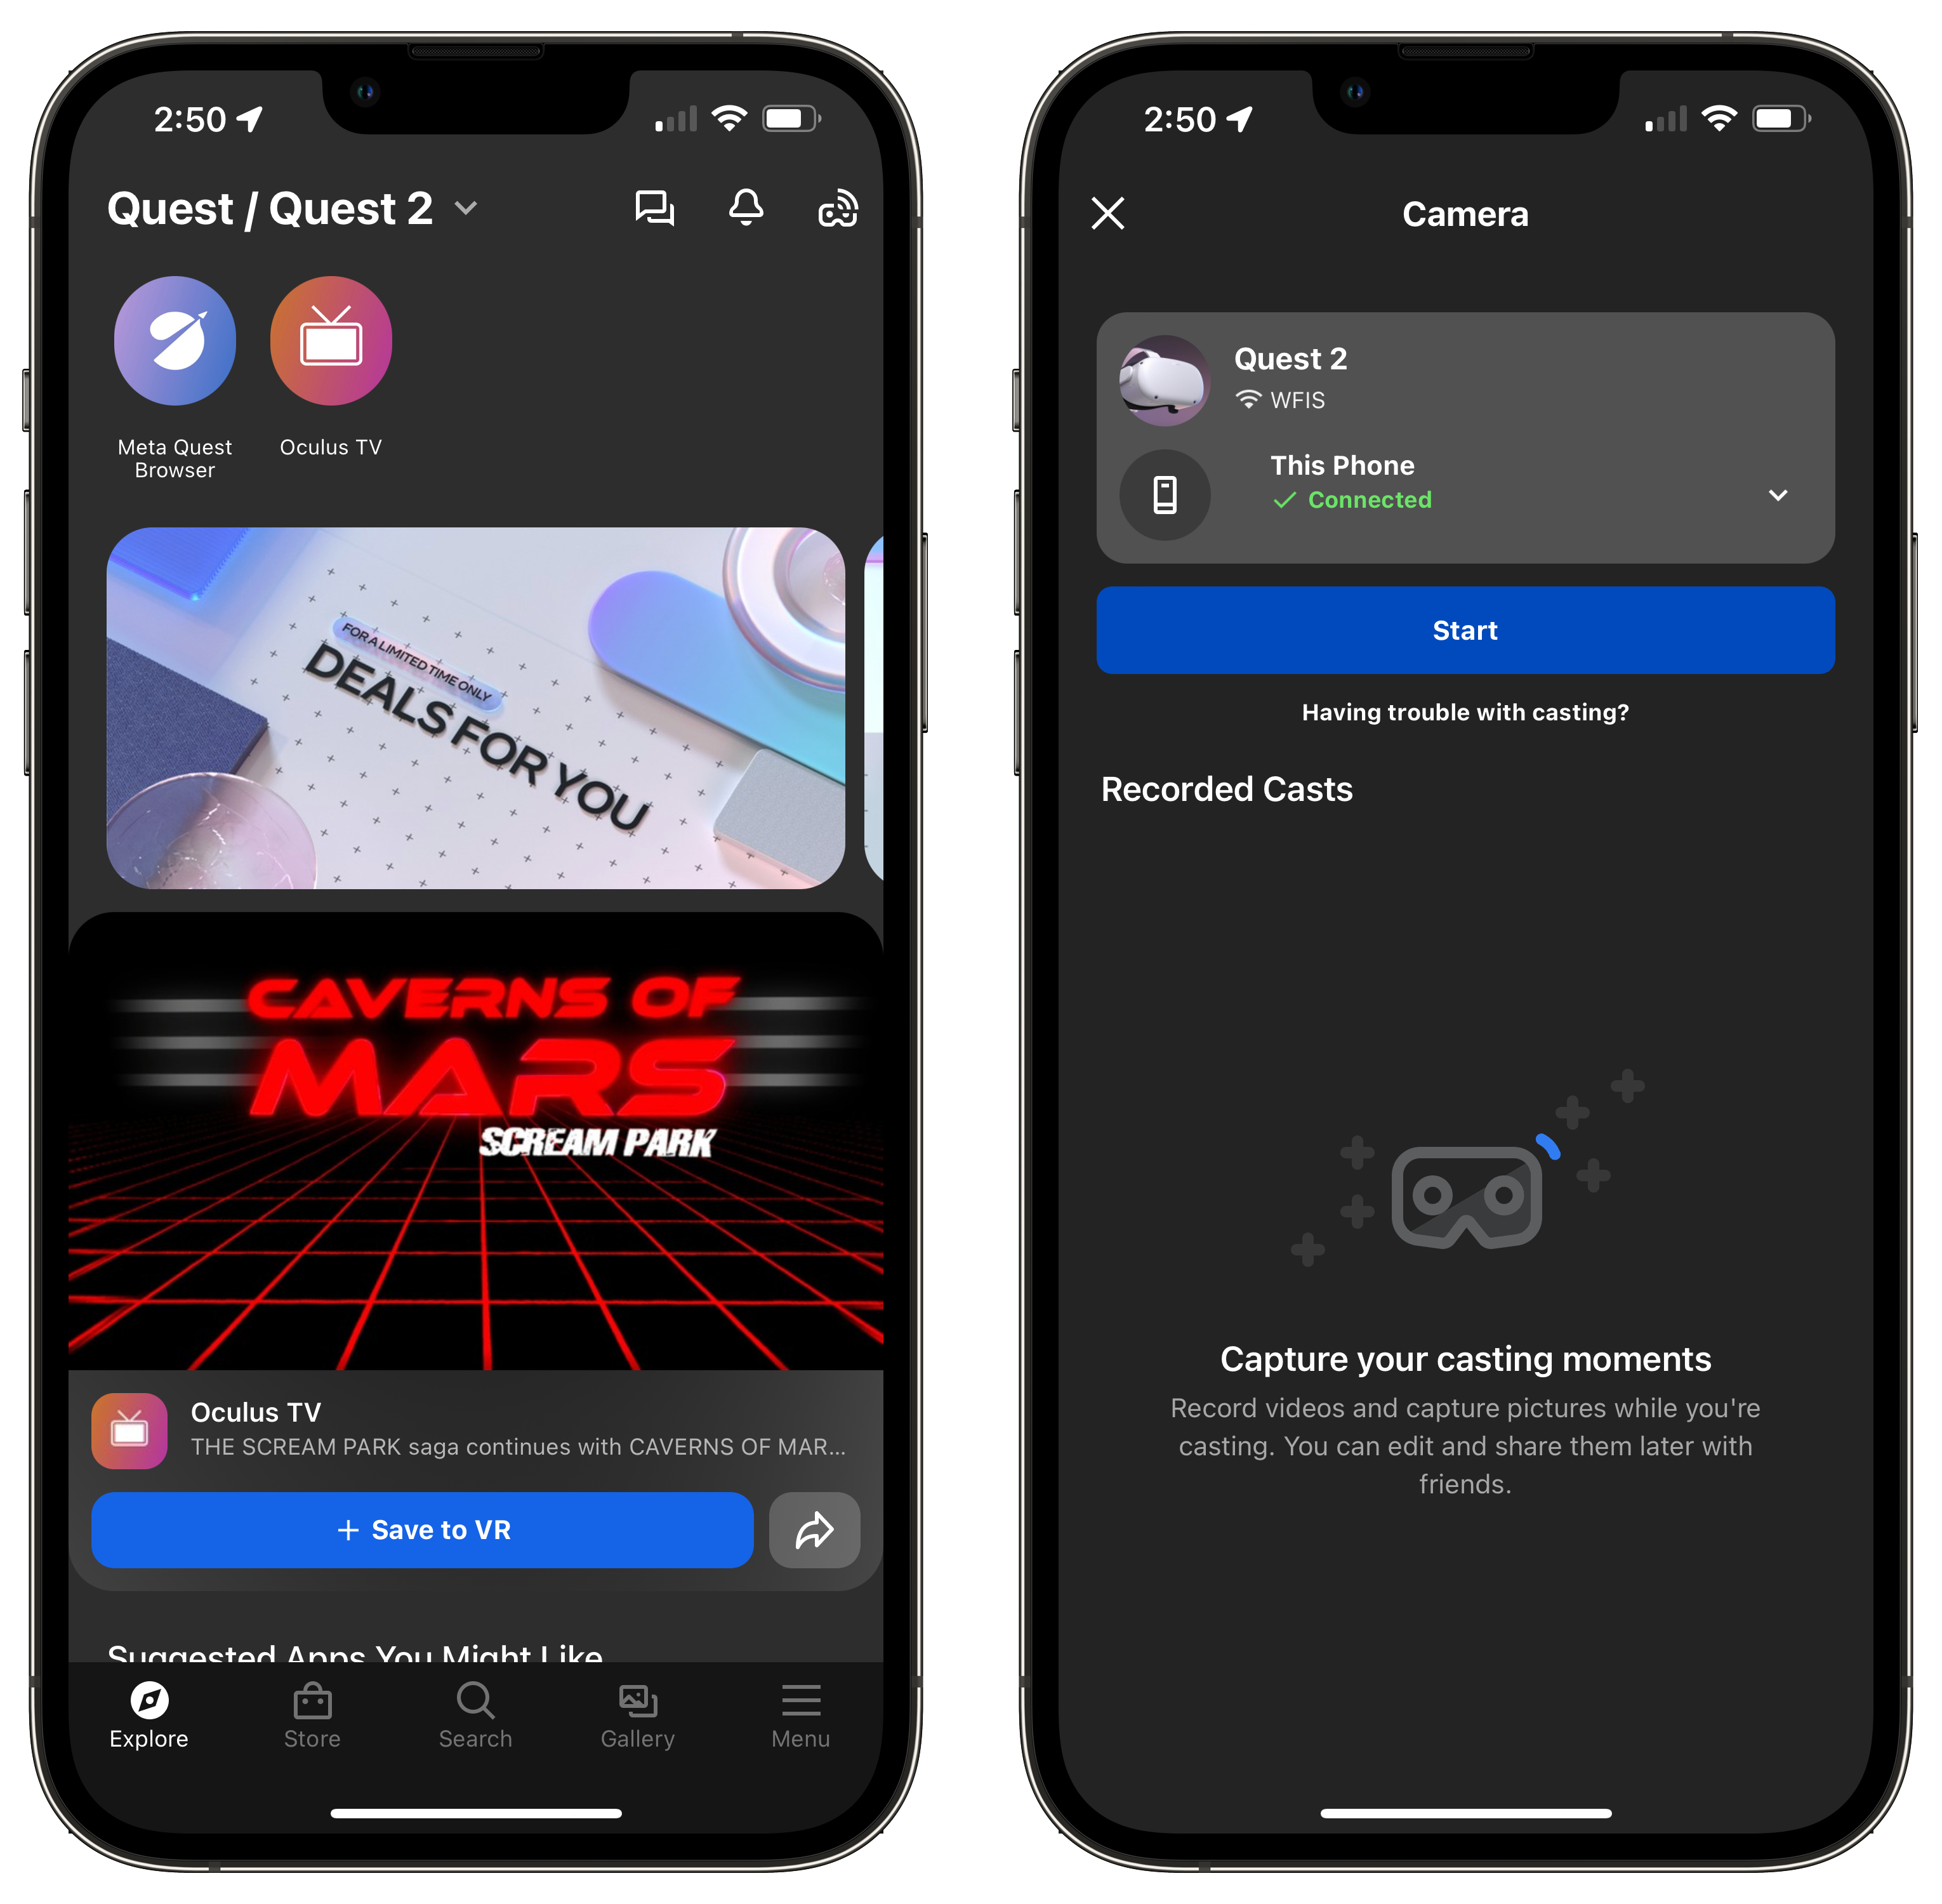 2:50
Quest / Quest 2
Meta Quest
Browser
Oculus TV
FOR A LIMITED TIME ONLY
DEALS FOR YOU
CAVERNS OF
MARS
SCREAM PARK
Oculus TV
THE SCREAM PARK saga continues with CAVERNS OF MAR...
+ Save to VR
Suggested Apps You Might Like
Explore
Store
Search
Gallery
Menu
2:50
Camera
Quest 2
WFIS
This Phone
Connected
Start
Having trouble with casting?
Recorded Casts
Capture your casting moments
Record videos and capture pictures while you're
casting. You can edit and share them later with
friends.